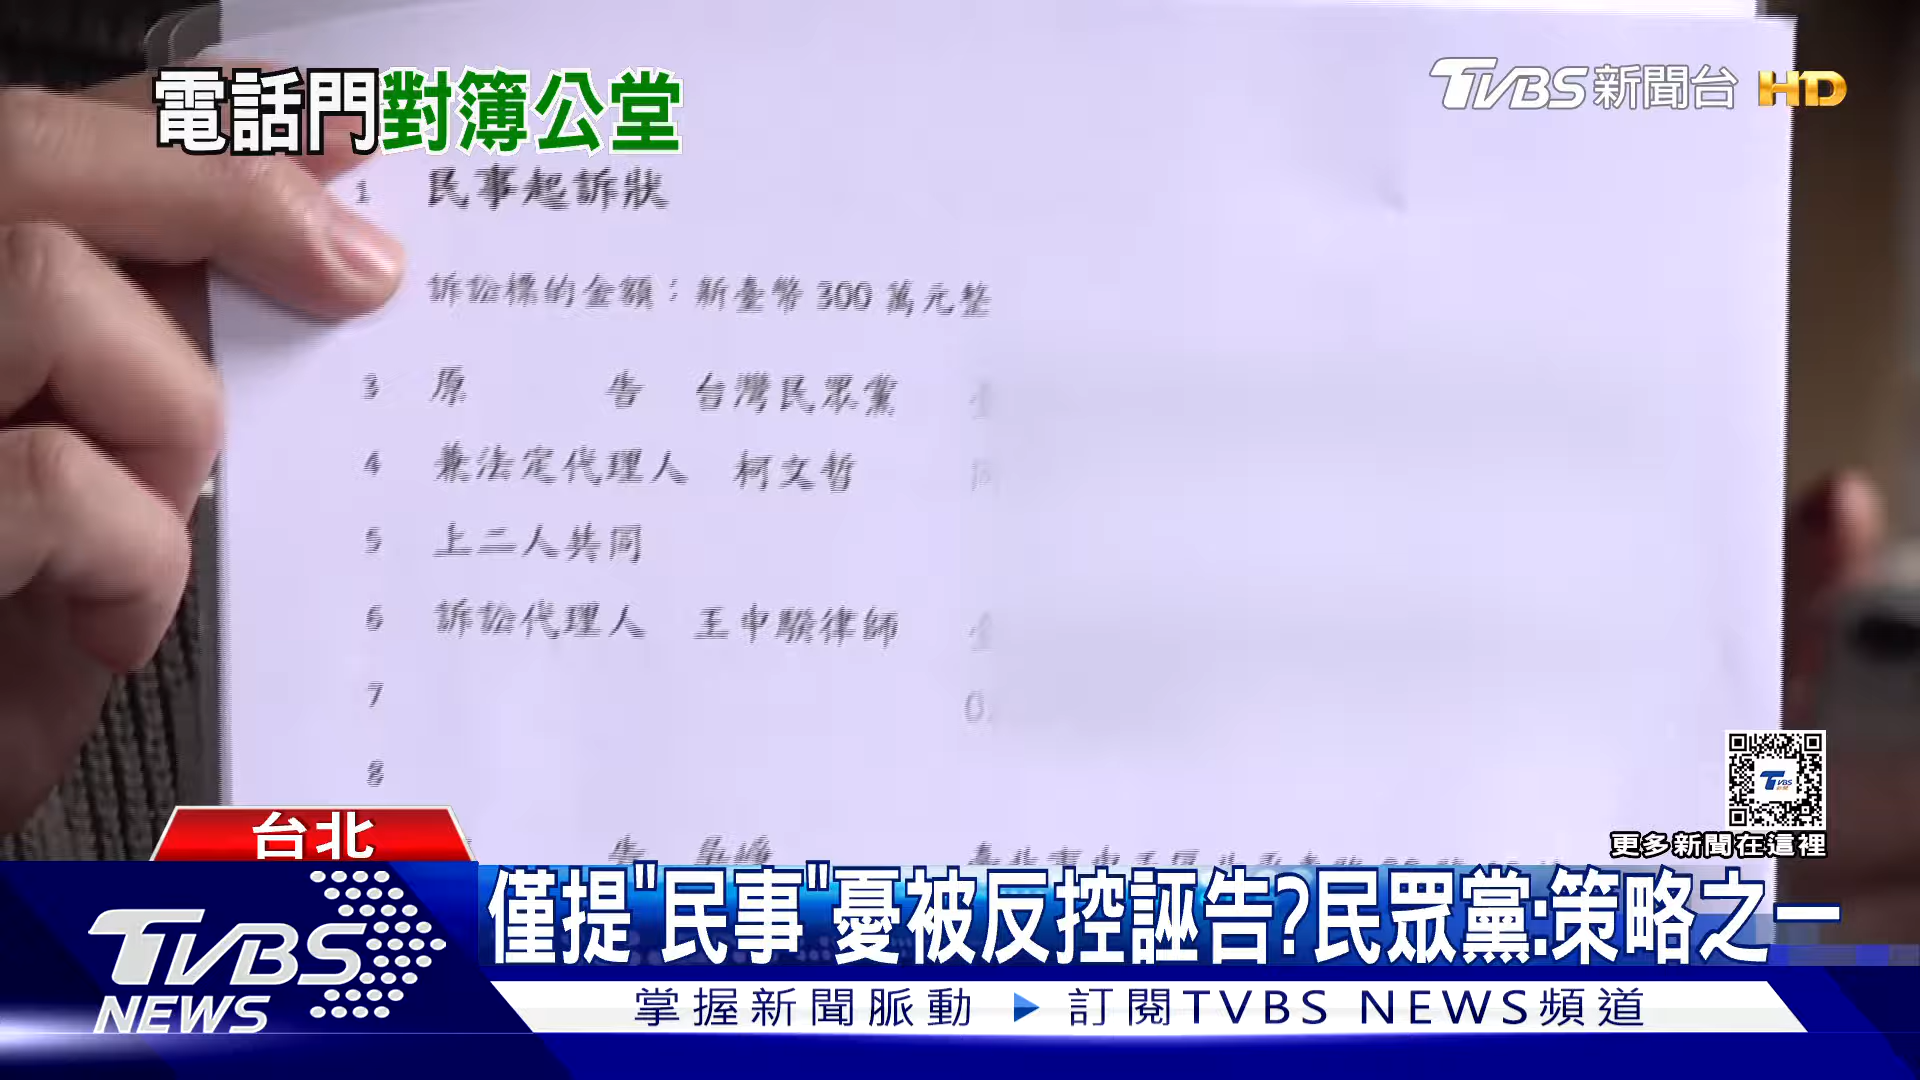 電話門對簿公堂
TVBS新聞台 HD
1 民事起訴狀
訴訟標的金額：新臺幣 300 萬元整
3 原 告 台灣民眾黨
4 兼法定代理人 柯文哲
5 上二人共同
6 訴訟代理人 王申駿律師
7
8
告 吳崢
TVBS
更多新聞在這裡
台北
僅提"民事"憂被反控誣告?民眾黨:策略之一
TVBS NEWS
掌握新聞脈動 ▶ 訂閱TVBS NEWS頻道